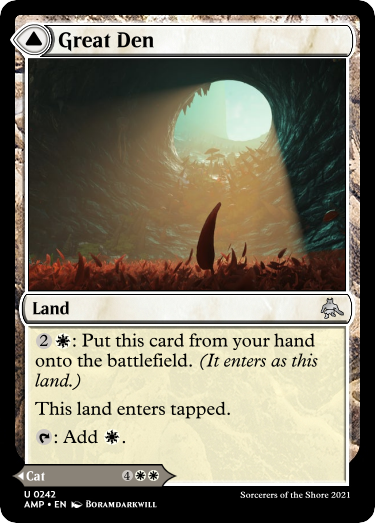 Great Den
Land
2 : Put this card from your hand
onto the battlefield. (It enters as this
land.)
This land enters tapped.
: Add .
Cat 4
U 0242
AMP • EN BORAMDARKWILL
Sorcerers of the Shore 2021